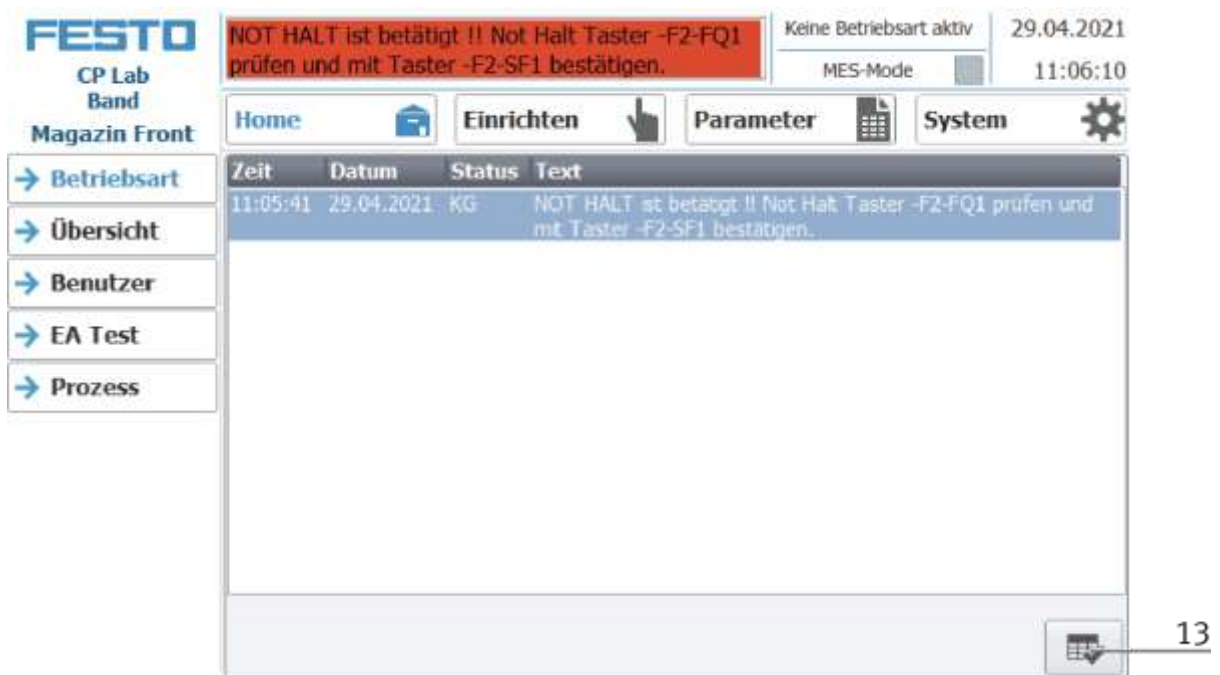 FESTO
CP Lab
Band
Magazin Front
NOT HALT ist betätigt !! Not Halt Taster -F2-FQ1
prüfen und mit Taster -F2-SF1 bestätigen.
Keine Betriebsart aktiv
MES-Mode
29.04.2021
11:06:10
Home
Einrichten
Parameter
System
Betriebsart
Übersicht
Benutzer
EA Test
Prozess
Zeit Datum Status Text
11:05:41 29.04.2021 KG NOT HALT ist betätigt !! Not Halt Taster -F2-FQ1 prüfen und
mit Taster -F2-SF1 bestätigen.
13